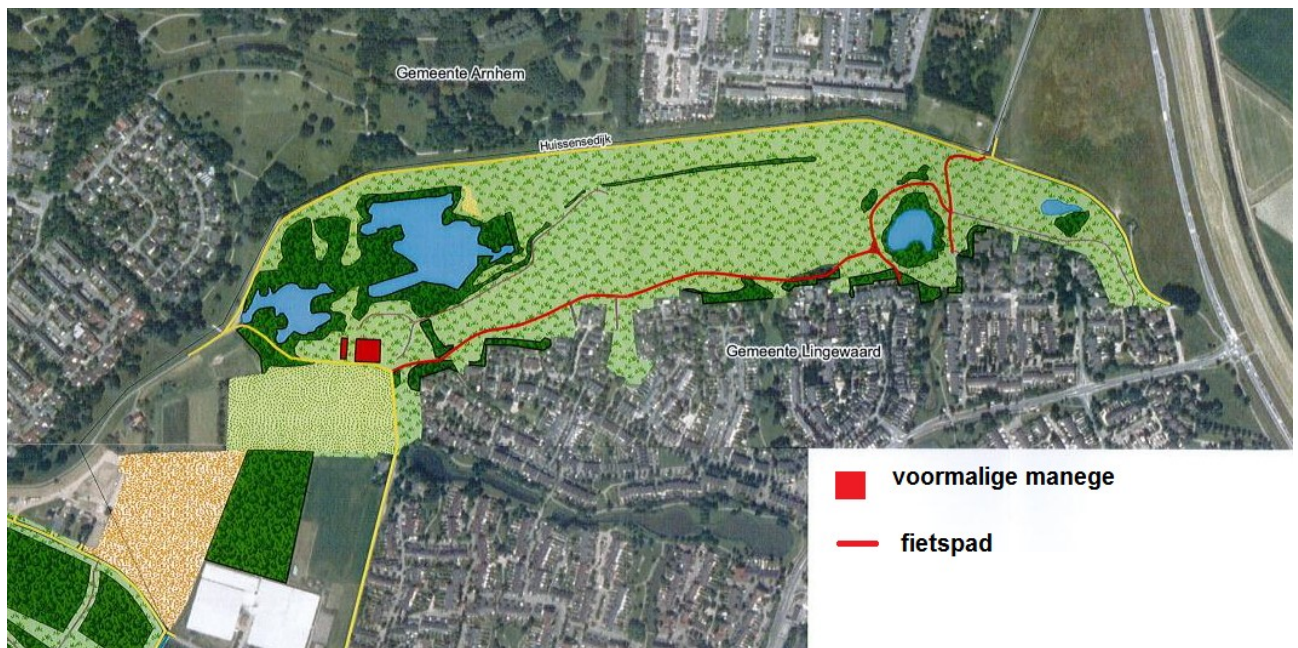 Gemeente Arnhem
Huissensedijk
Gemeente Lingewaard
voormalige manege
fietspad